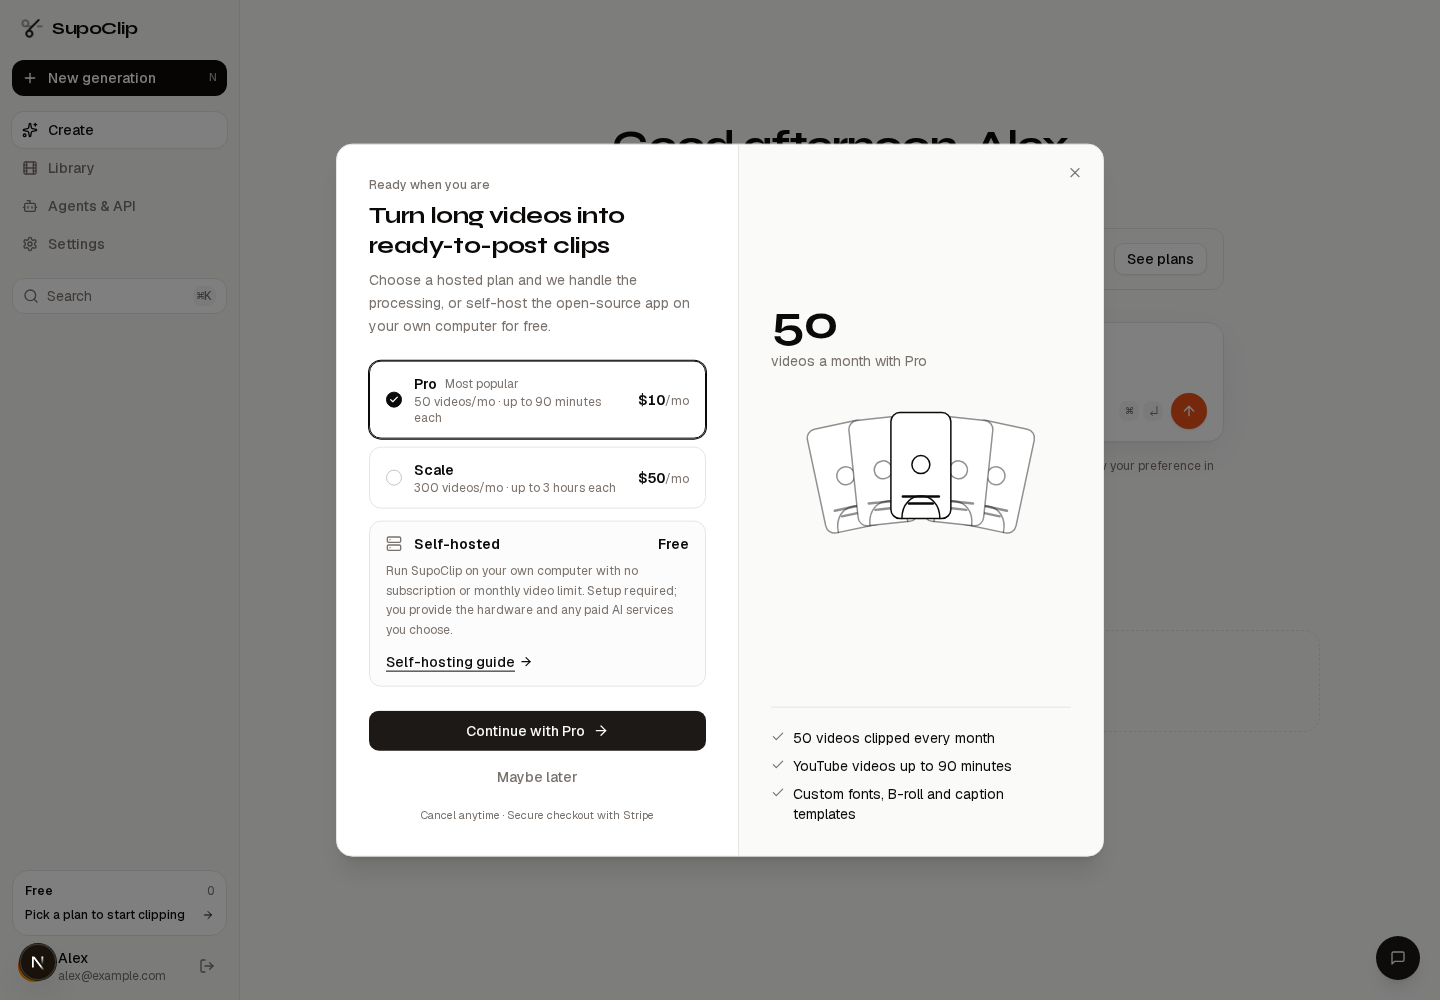 SupoClip
New generation
N
Create
Library
Agents & API
Settings
Search
⌘K
Free
0
Pick a plan to start clipping
N
Alex
alex@example.com
Good afternoon, Alex
See plans
⌘
your preference in
Ready when you are
Turn long videos into
ready-to-post clips
Choose a hosted plan and we handle the
processing, or self-host the open-source app on
your own computer for free.
Pro Most popular
50 videos/mo · up to 90 minutes
each
$10/mo
Scale
300 videos/mo · up to 3 hours each
$50/mo
Self-hosted
Free
Run SupoClip on your own computer with no
subscription or monthly video limit. Setup required;
you provide the hardware and any paid AI services
you choose.
Self-hosting guide →
Continue with Pro →
Maybe later
Cancel anytime · Secure checkout with Stripe
50
videos a month with Pro
50 videos clipped every month
YouTube videos up to 90 minutes
Custom fonts, B-roll and caption
templates